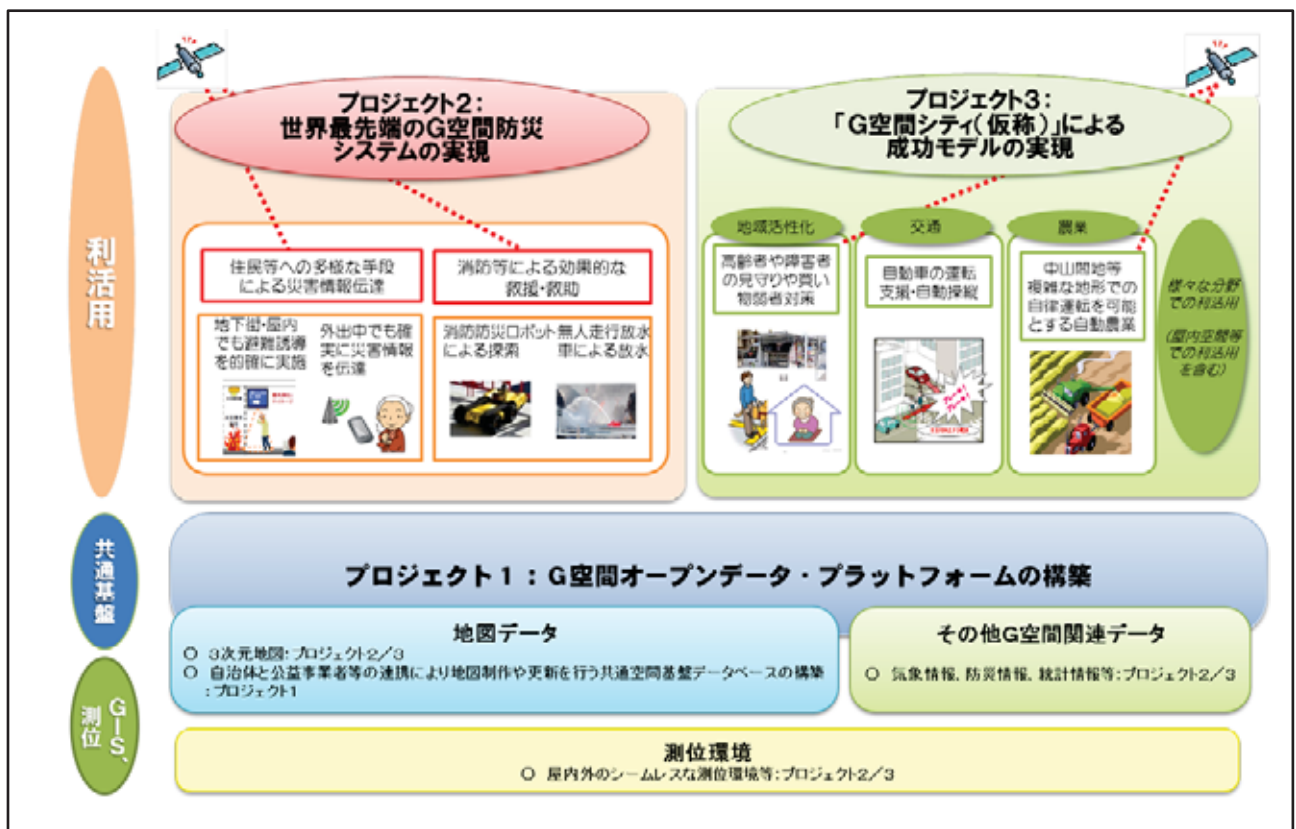 プロジェクト2:
世界最先端のG空間防災
システムの実現
プロジェクト3:
「G空間シティ(仮称)」による
成功モデルの実現
利活用
住民等への多様な手段
による災害情報伝達
消防等による効果的な
救援・救助
地下街・屋内
でも避難誘導
を的確に実施
外出中でも確
実に災害情報
を伝達
消防防災ロボット
による探索
無人走行放水
車による放水
地域活性化
高齢者や障害者
の見守りや買い
物弱者対策
交通
自動車の運転
支援・自動操縦
農業
中山間地等
複雑な地形での
自律運転を可能
とする自動農業
様々な分野
での利活用
(屋内空間等
での利活用
を含む)
共通基盤
プロジェクト1:G空間オープンデータ・プラットフォームの構築
地図データ
○ 3次元地図:プロジェクト2/3
○ 自治体と公益事業者等の連携により地図制作や更新を行う共通空間基盤データベースの構築
:プロジェクト1
その他G空間関連データ
○ 気象情報、防災情報、統計情報等:プロジェクト2/3
GIS、
測位
測位環境
○ 屋内外のシームレスな測位環境等:プロジェクト2/3